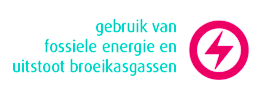 gebruik van
fossiele energie en
uitstoot broeikasgassen